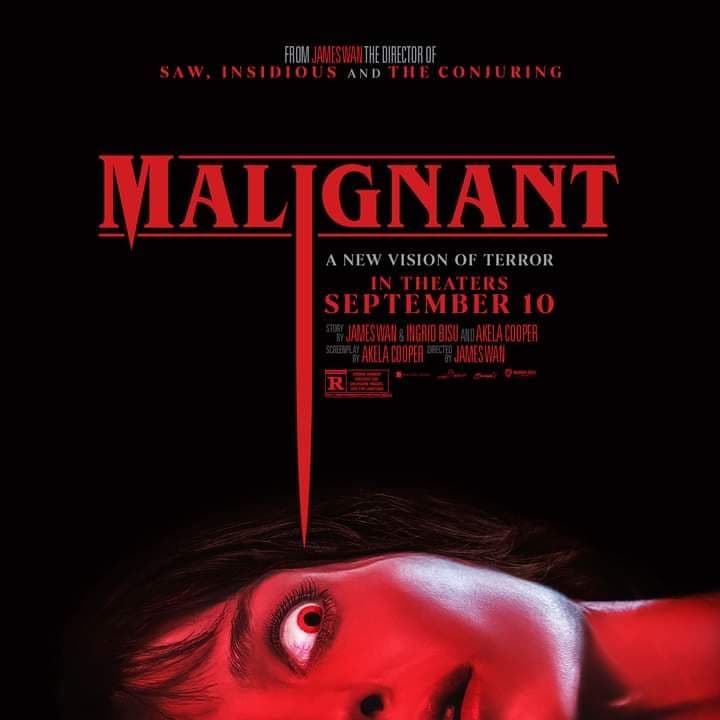 FROM JAMES WAN THE DIRECTOR OF
SAW, INSIDIOUS AND THE CONJURING
MALIGNANT
A NEW VISION OF TERROR
IN THEATERS
SEPTEMBER 10
STORY BY JAMES WAN & INGRID BISU AND AKELA COOPER
SCREENPLAY BY AKELA COOPER DIRECTED BY JAMES WAN
R